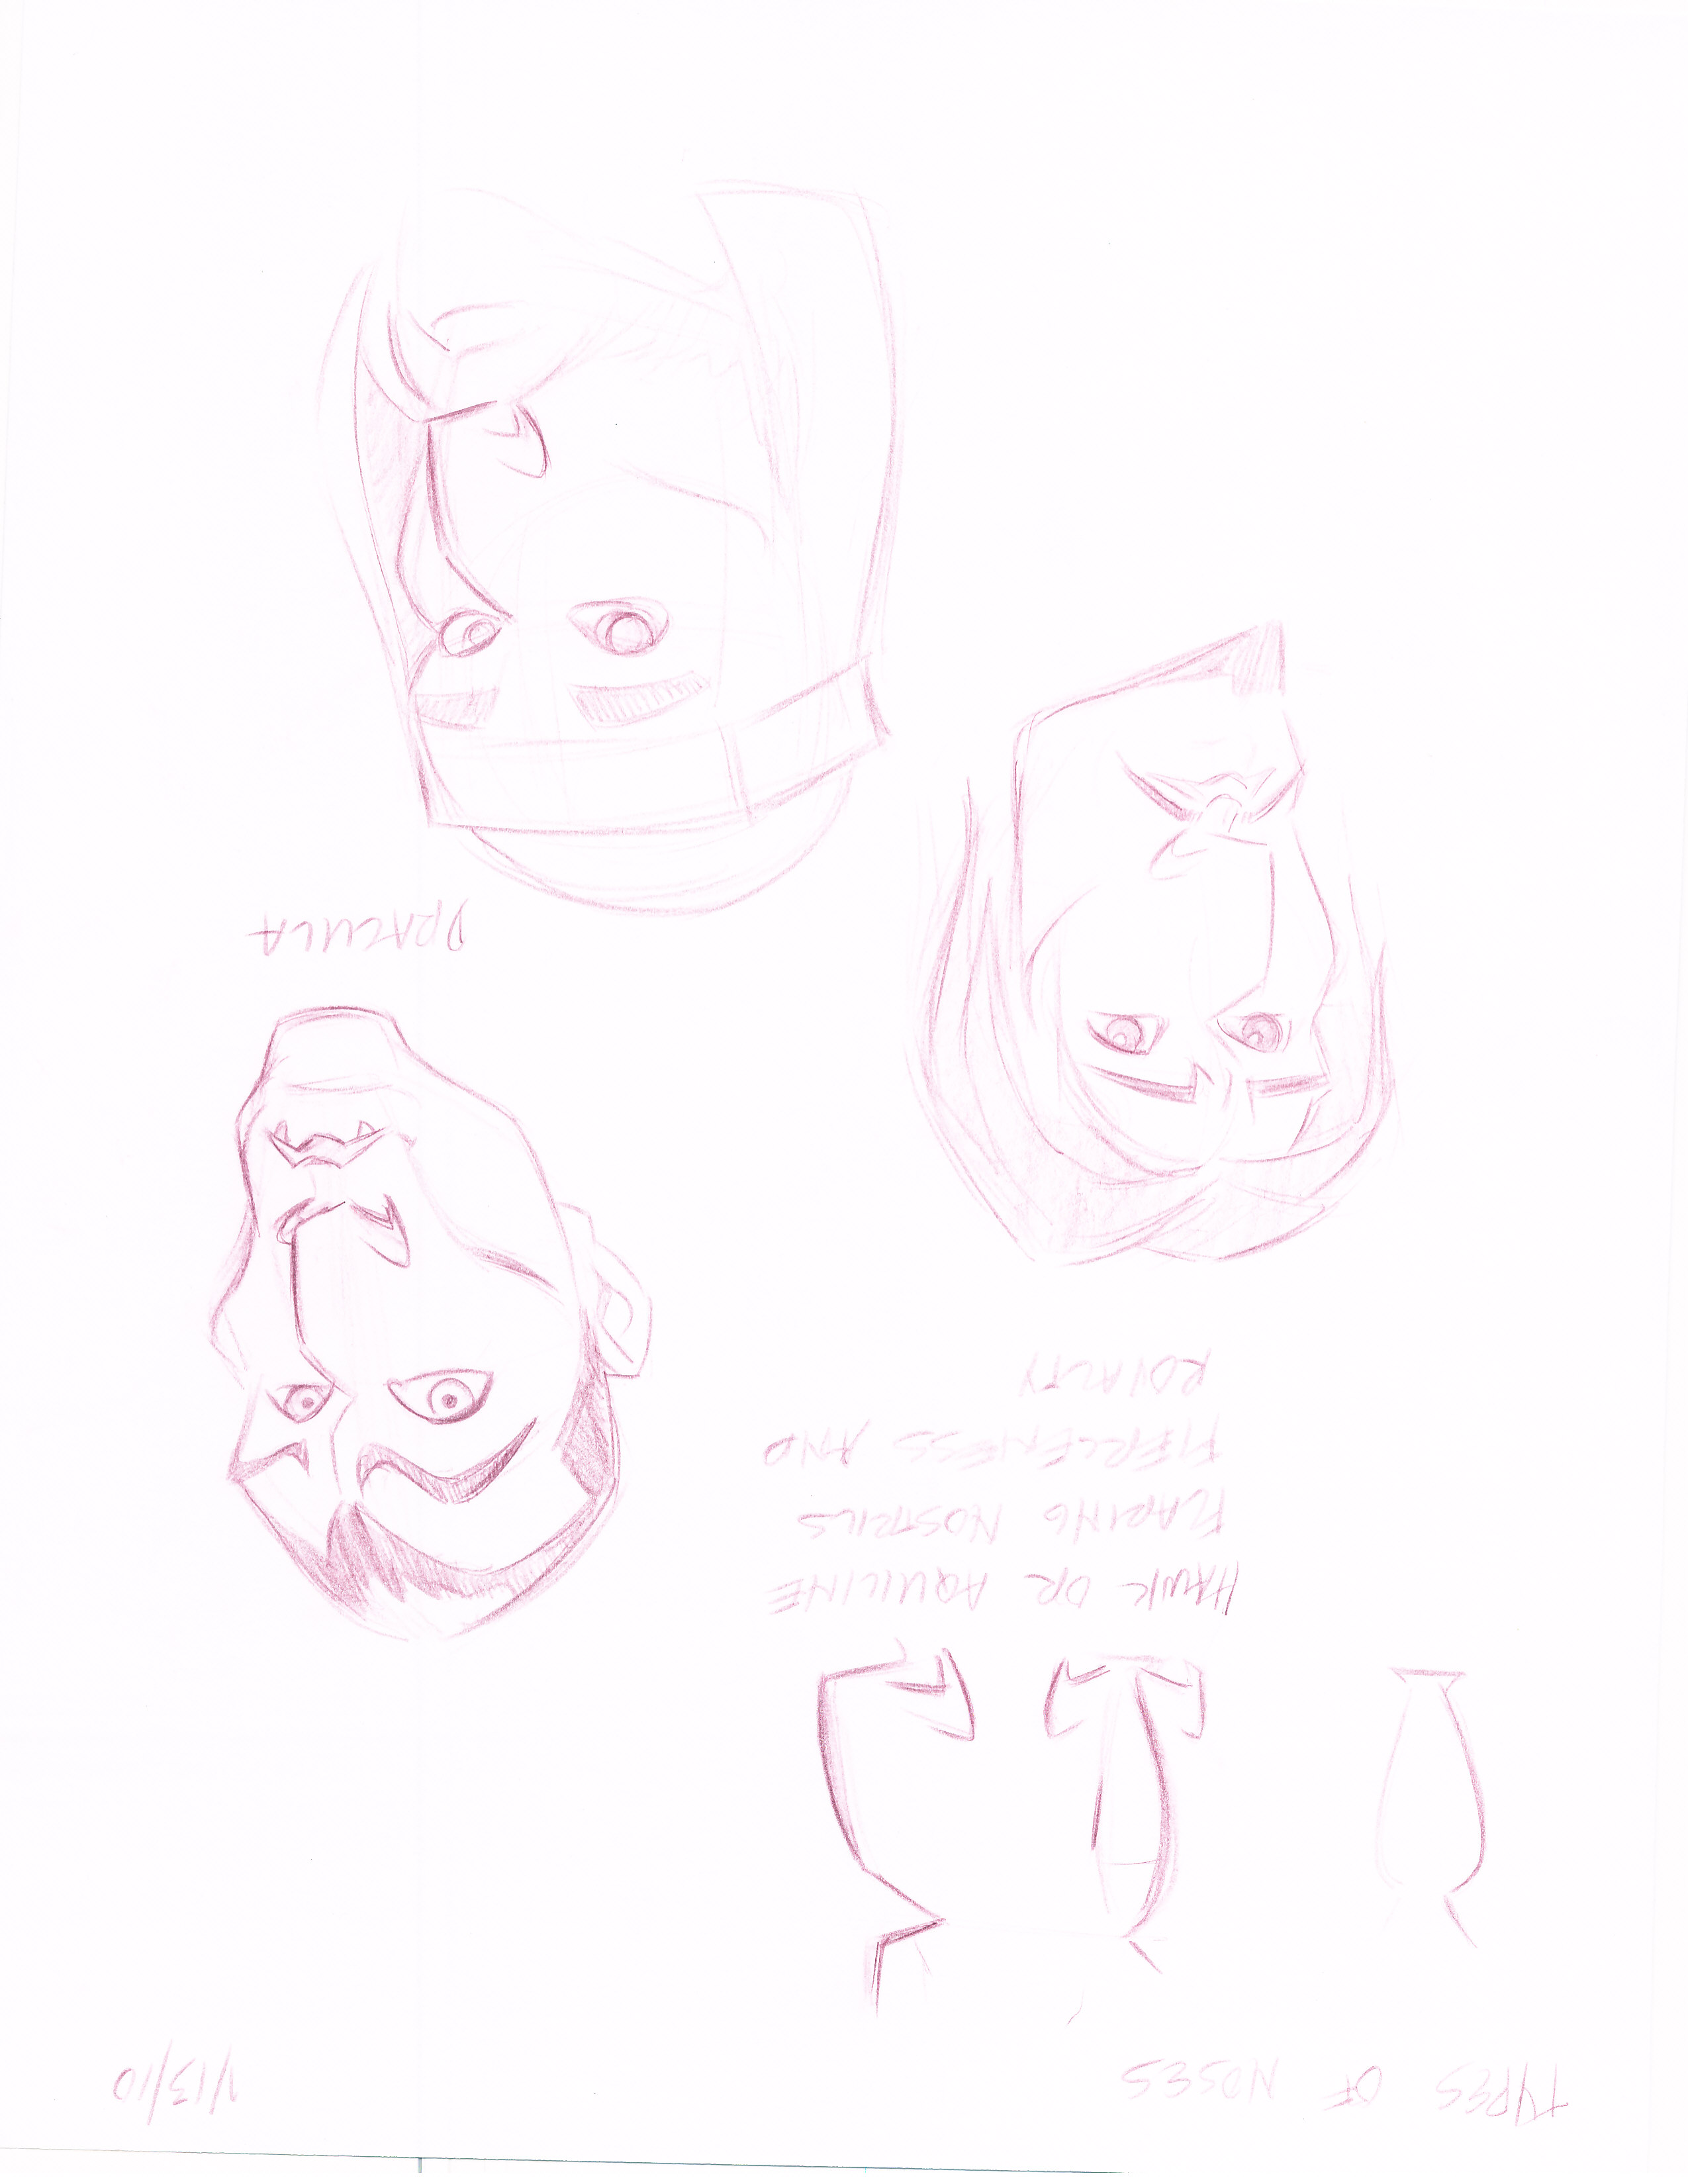 TYPES OF NOSES
1/13/10
HAWK OR AQUILINE
FLARING NOSTRILS
FIERCENESS AND
ROYALTY
DRACULA